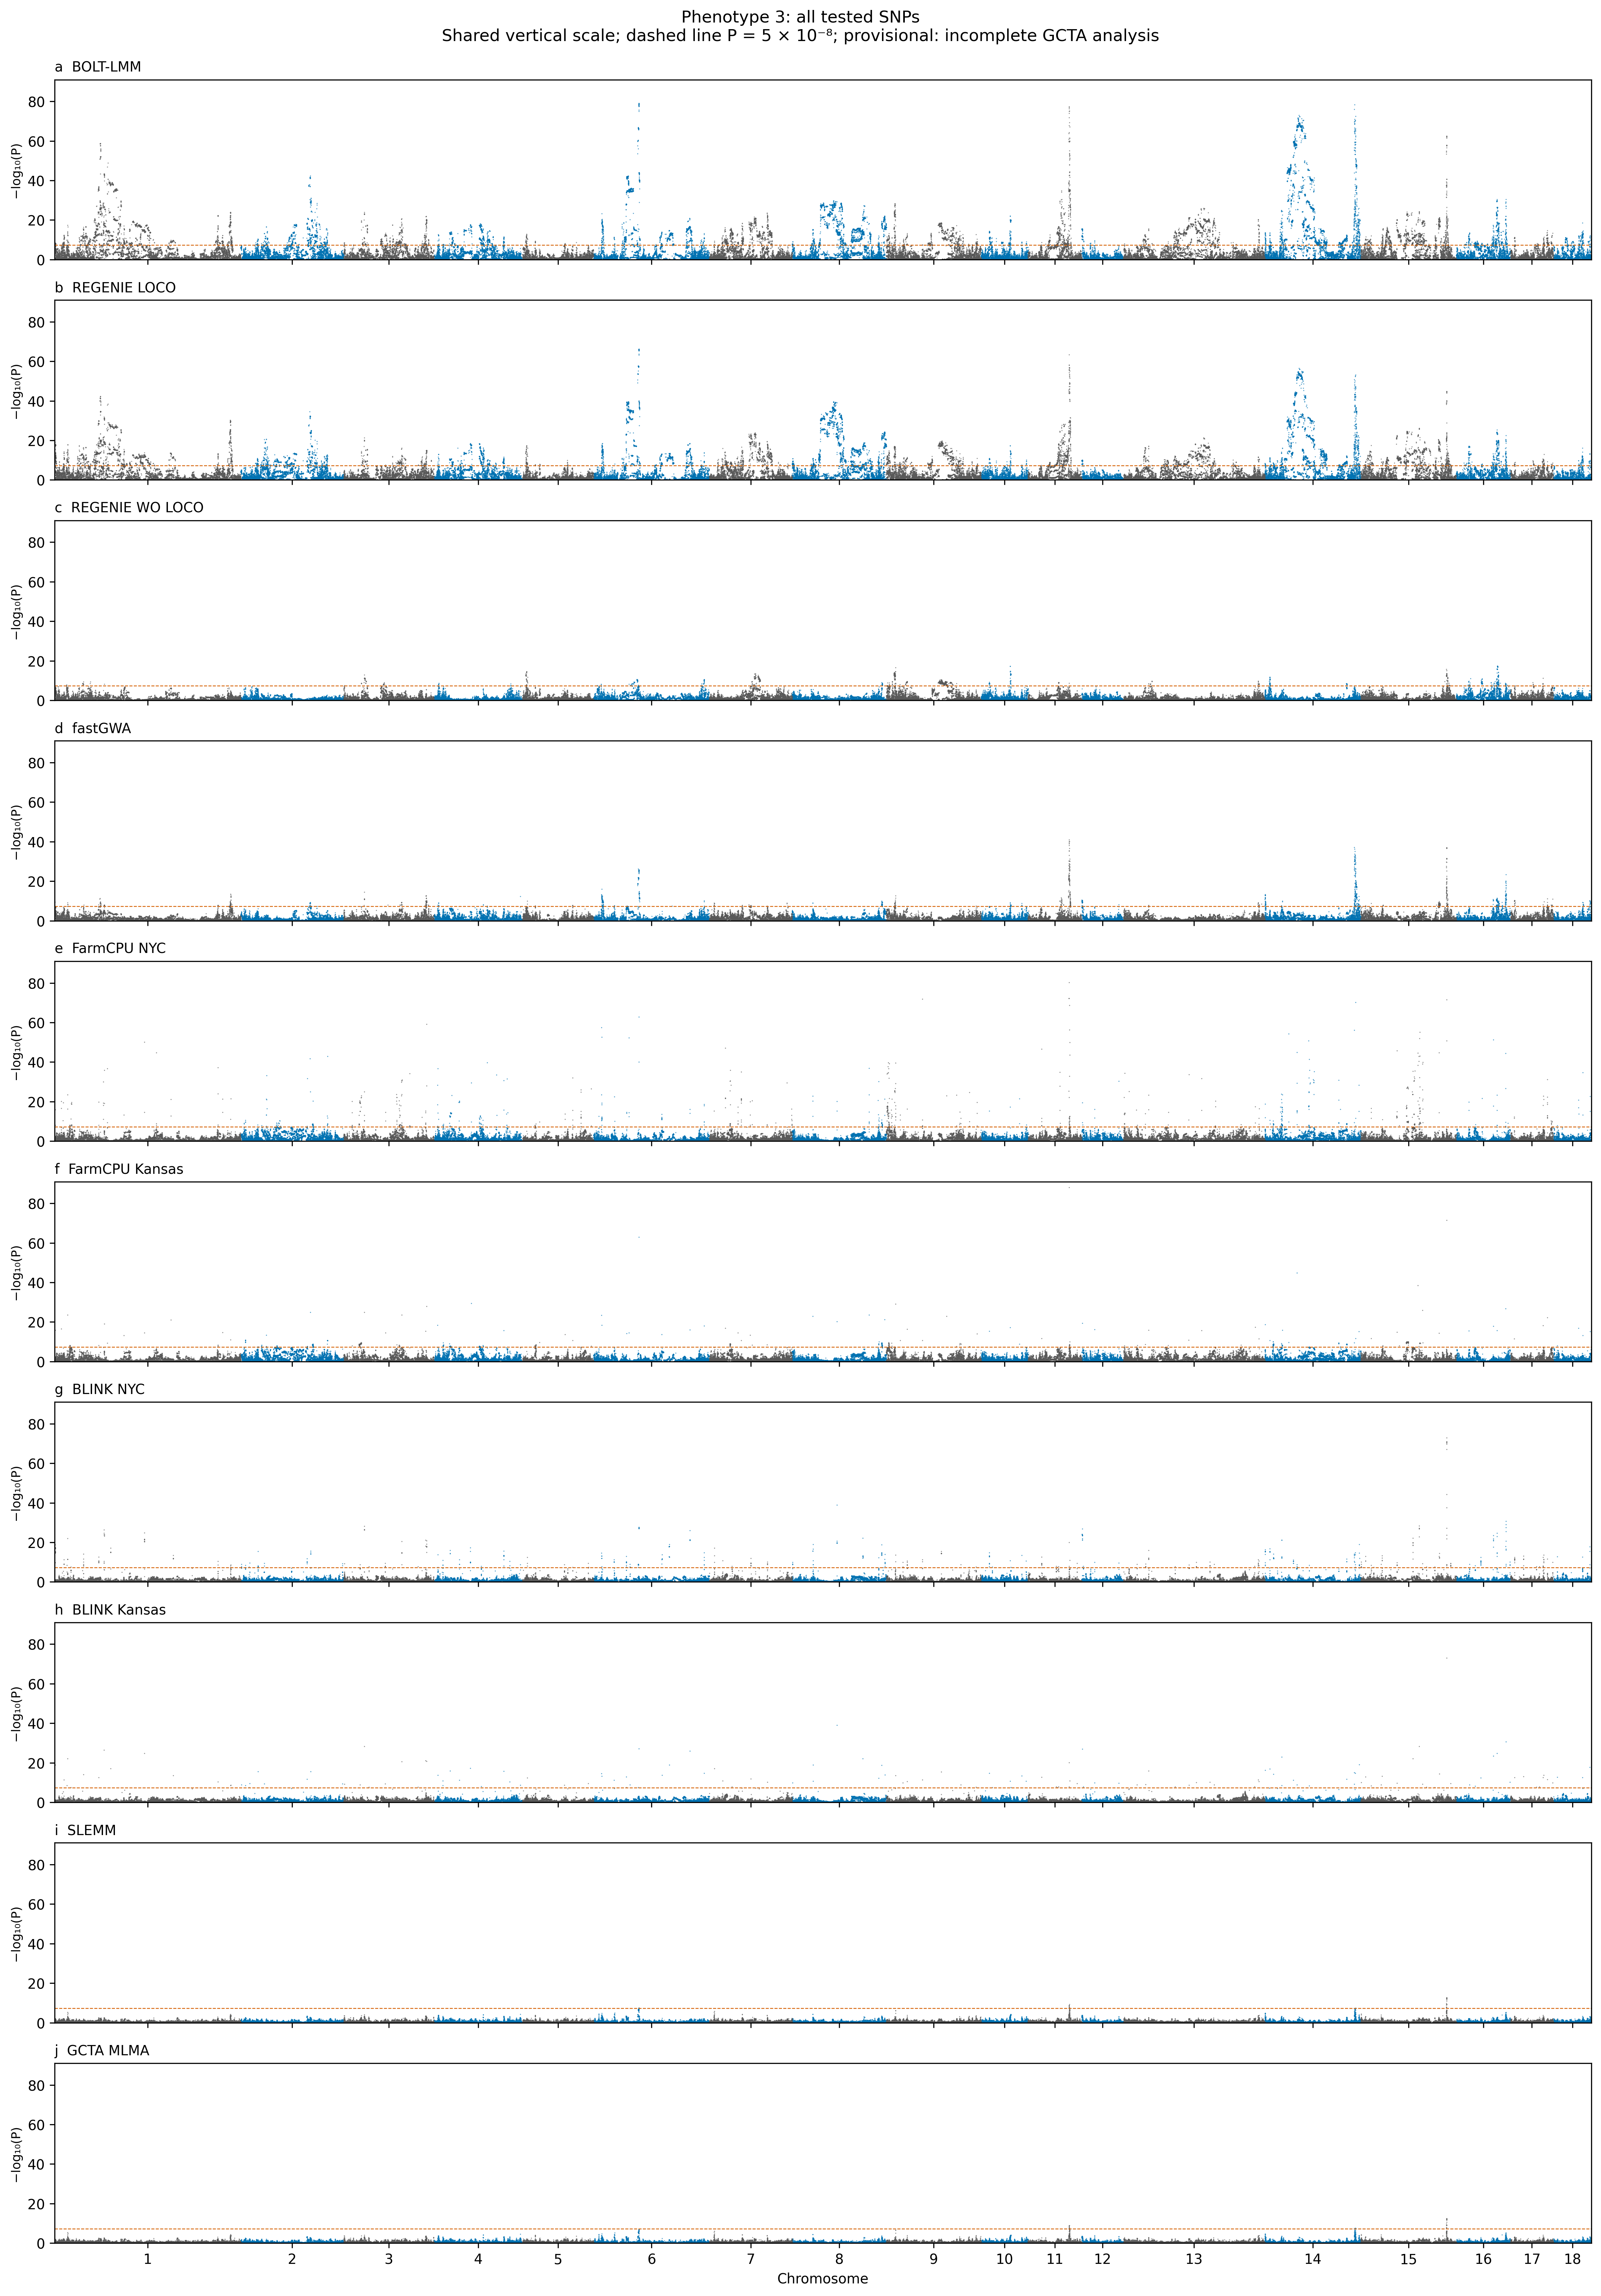 Phenotype 3: all tested SNPs
Shared vertical scale; dashed line P = 5 × 10⁻⁸; provisional: incomplete GCTA analysis
a BOLT-LMM
80
60
40
20
0
−log₁₀(P)
b REGENIE LOCO
80
60
40
20
0
−log₁₀(P)
c REGENIE WO LOCO
80
60
40
20
0
−log₁₀(P)
d fastGWA
80
60
40
20
0
−log₁₀(P)
e FarmCPU NYC
80
60
40
20
0
−log₁₀(P)
f FarmCPU Kansas
80
60
40
20
0
−log₁₀(P)
g BLINK NYC
80
60
40
20
0
−log₁₀(P)
h BLINK Kansas
80
60
40
20
0
−log₁₀(P)
i SLEMM
80
60
40
20
0
−log₁₀(P)
j GCTA MLMA
80
60
40
20
0
−log₁₀(P)
1 2 3 4 5 6 7 8 9 10 11 12 13 14 15 16 17 18
Chromosome